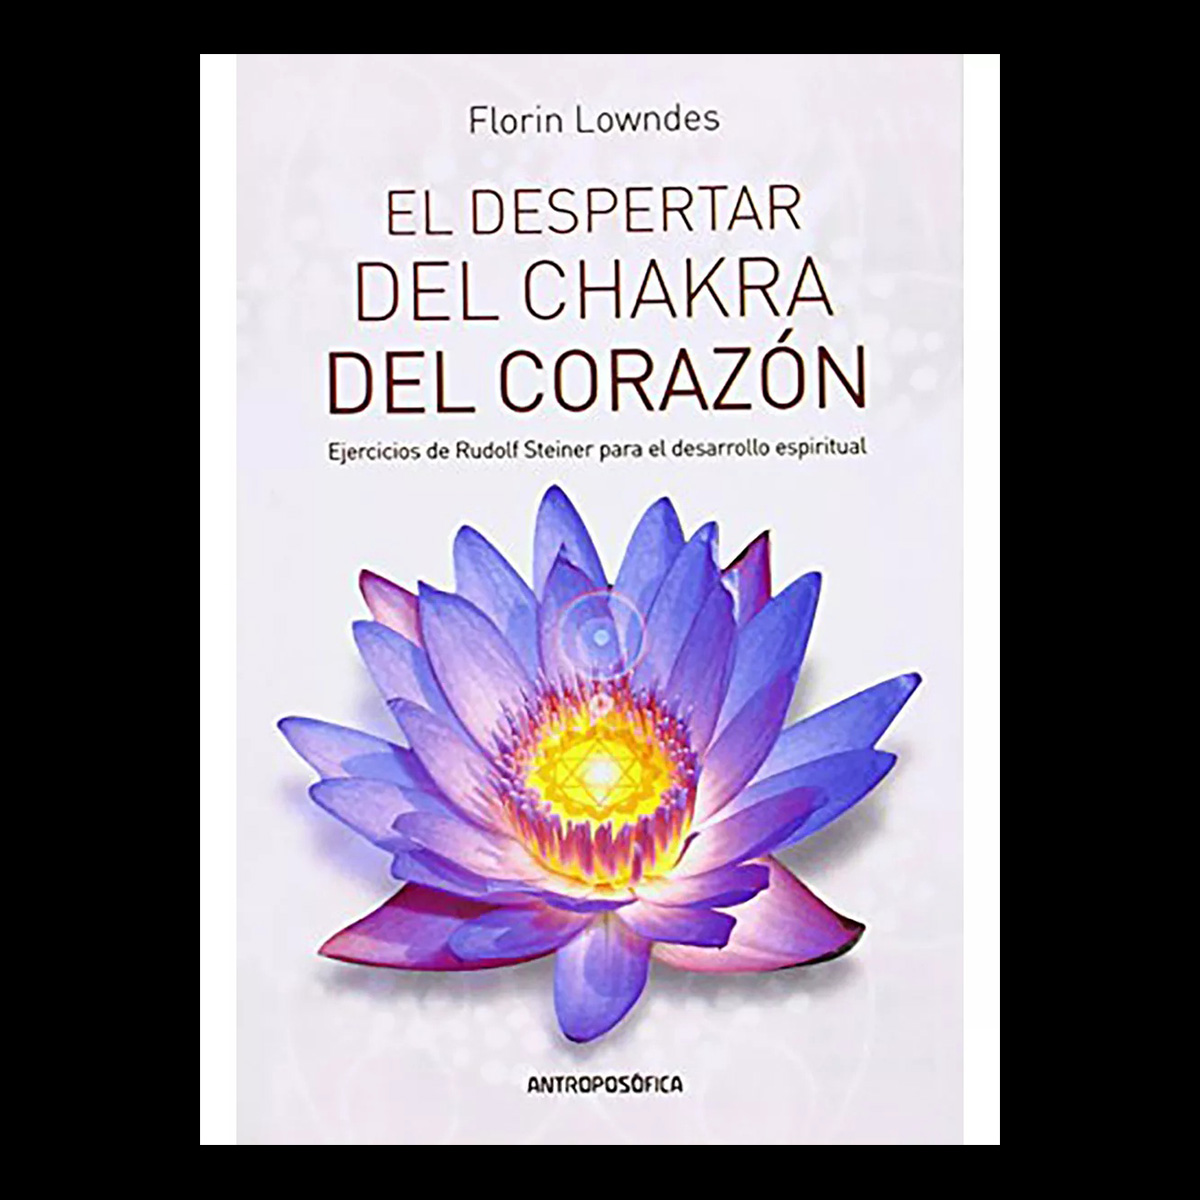 Florin Lowndes
EL DESPERTAR
DEL CHAKRA
DEL CORAZÓN
Ejercicios de Rudolf Steiner para el desarrollo espiritual
ANTROPOSÓFICA